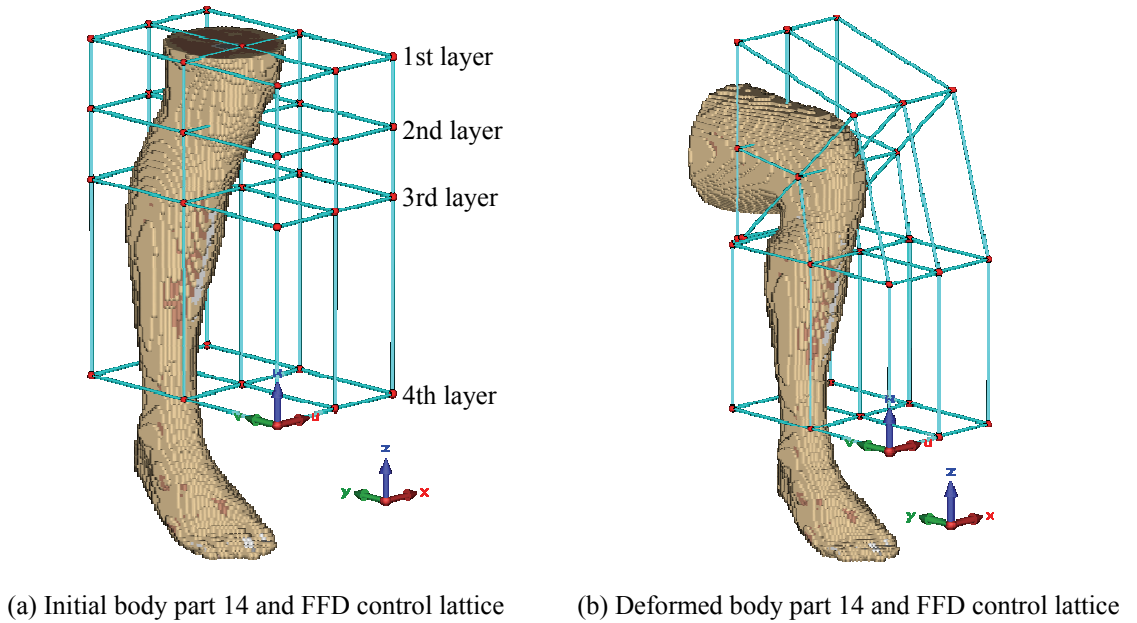 1st layer
2nd layer
3rd layer
4th layer
v
u
z
y
x
v
u
z
y
x
(a) Initial body part 14 and FFD control lattice
(b) Deformed body part 14 and FFD control lattice